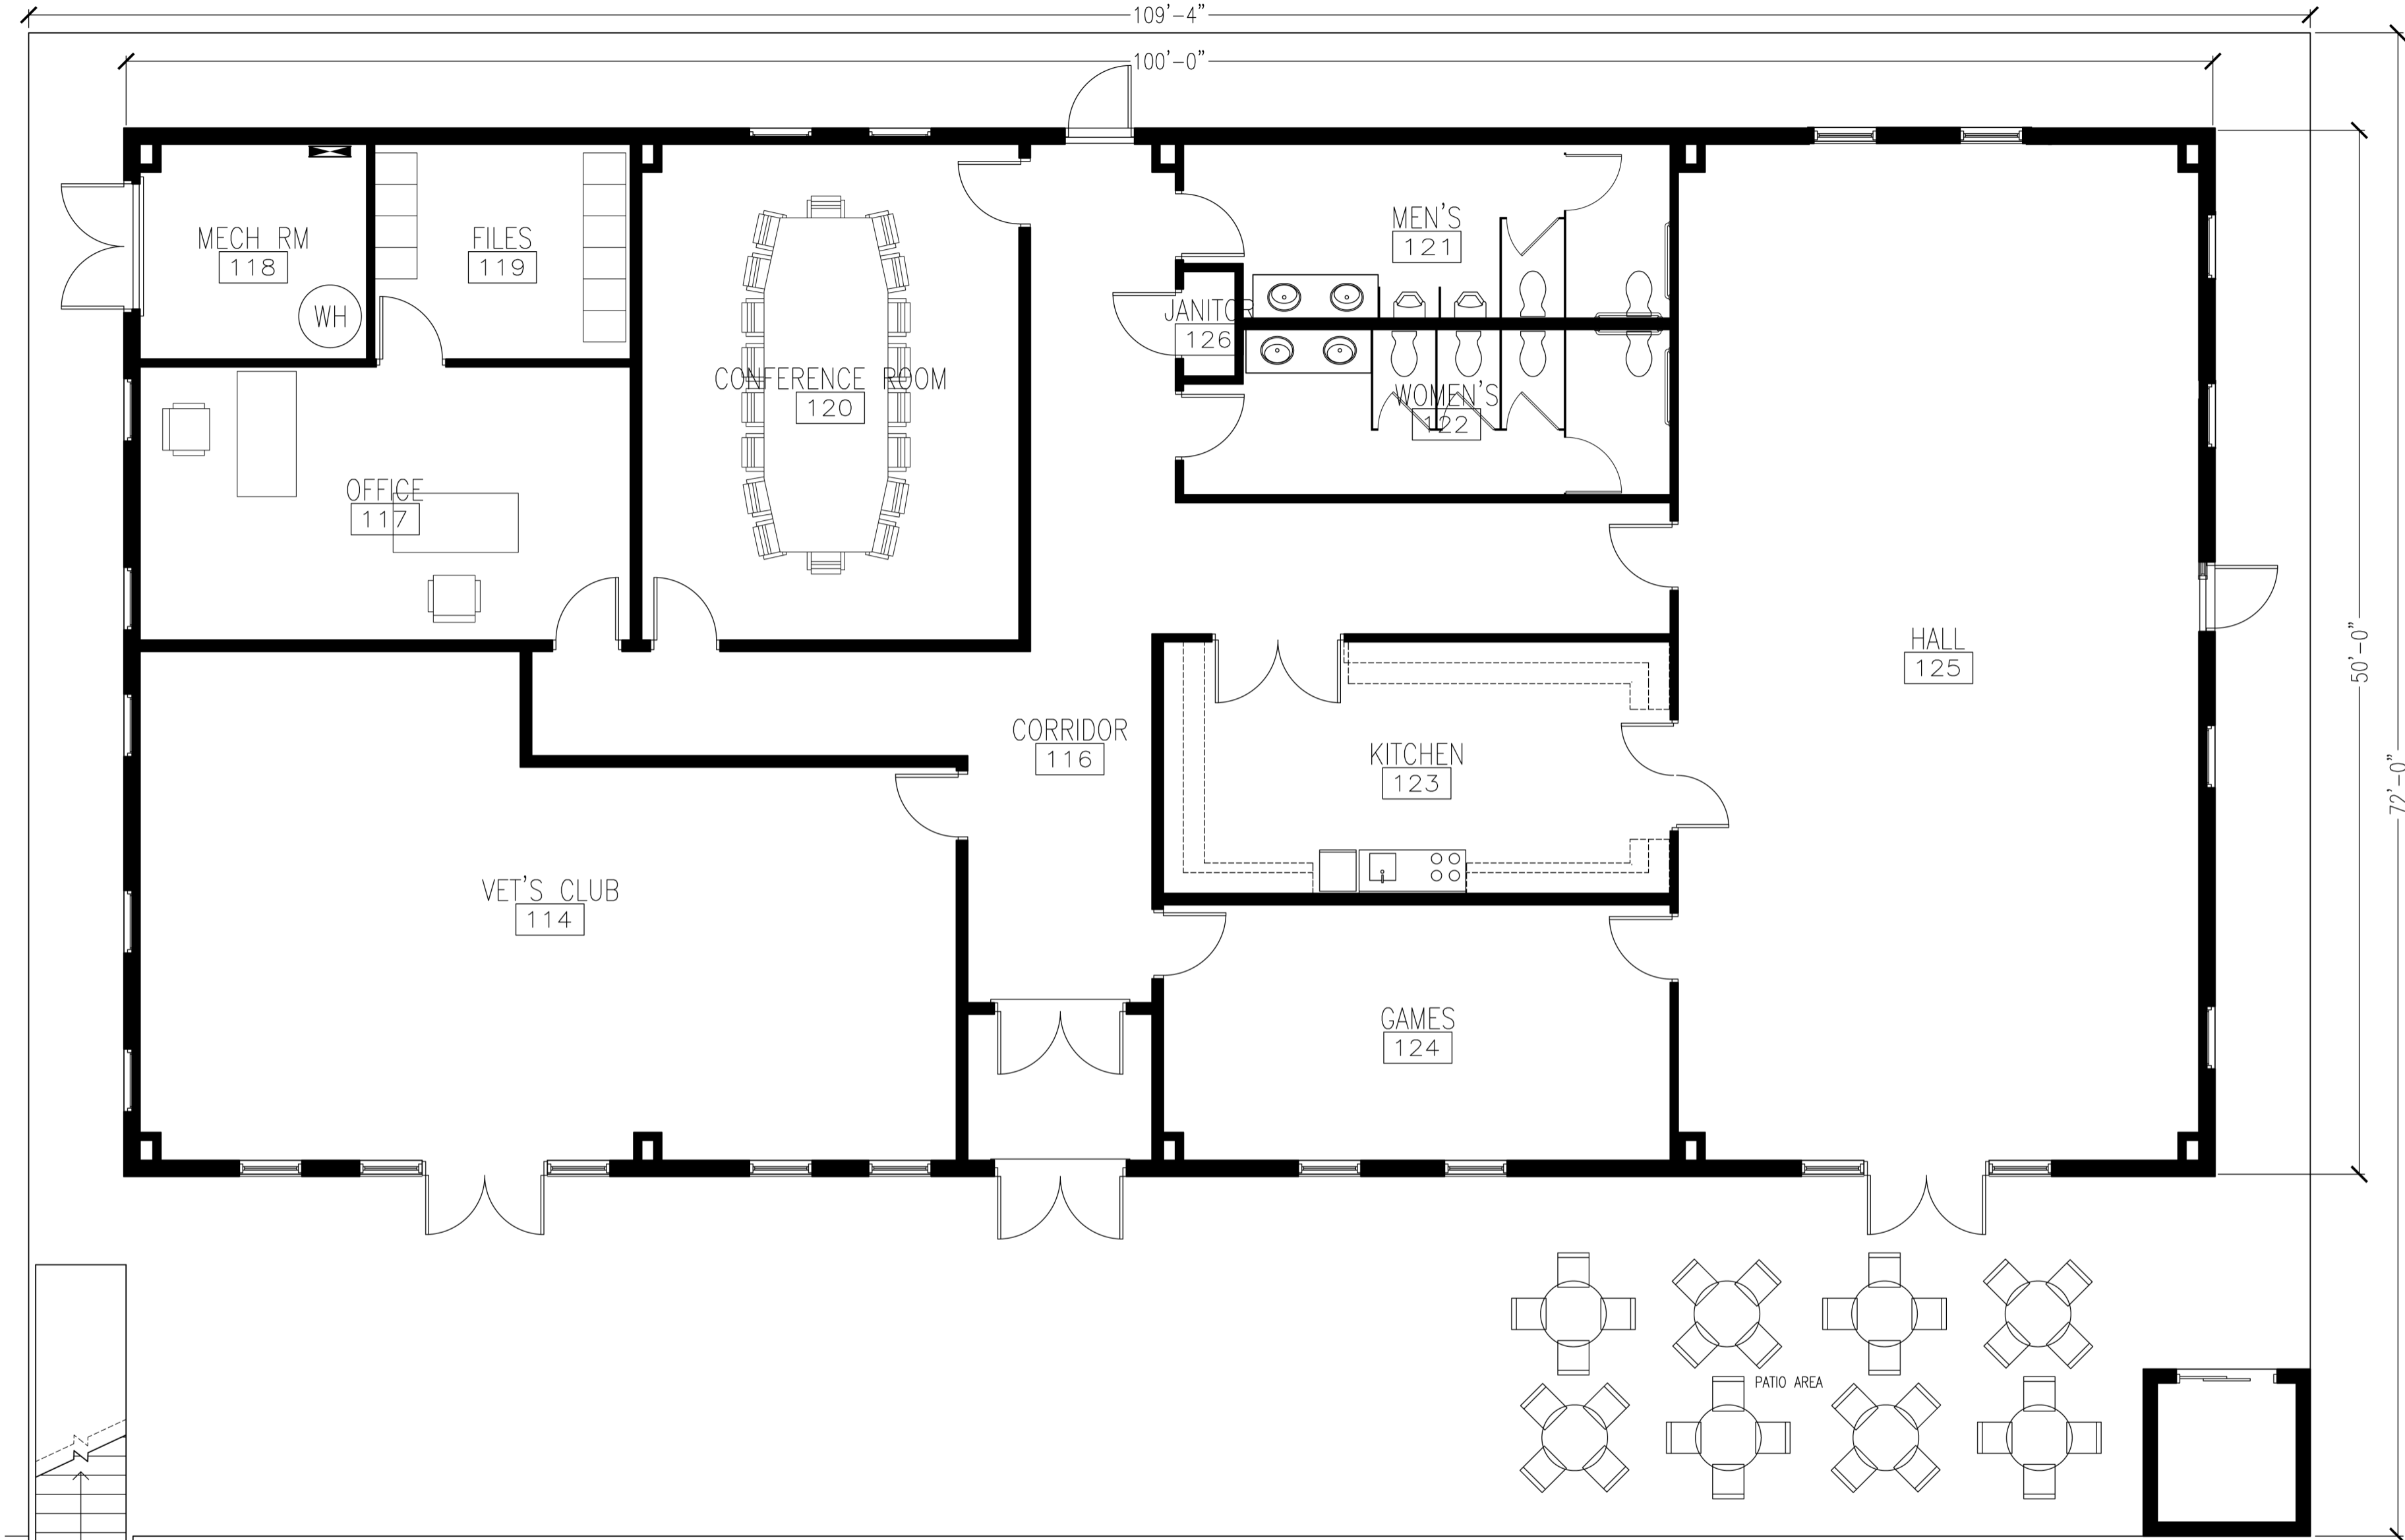 109'-4"
100'-0"
MECH RM
118
FILES
119
WH
MEN'S
121
JANITOR
126
CONFERENCE ROOM
120
WOMEN'S
122
OFFICE
117
HALL
125
50'-0"
CORRIDOR
116
KITCHEN
123
72'-0"
VET'S CLUB
114
GAMES
124
PATIO AREA